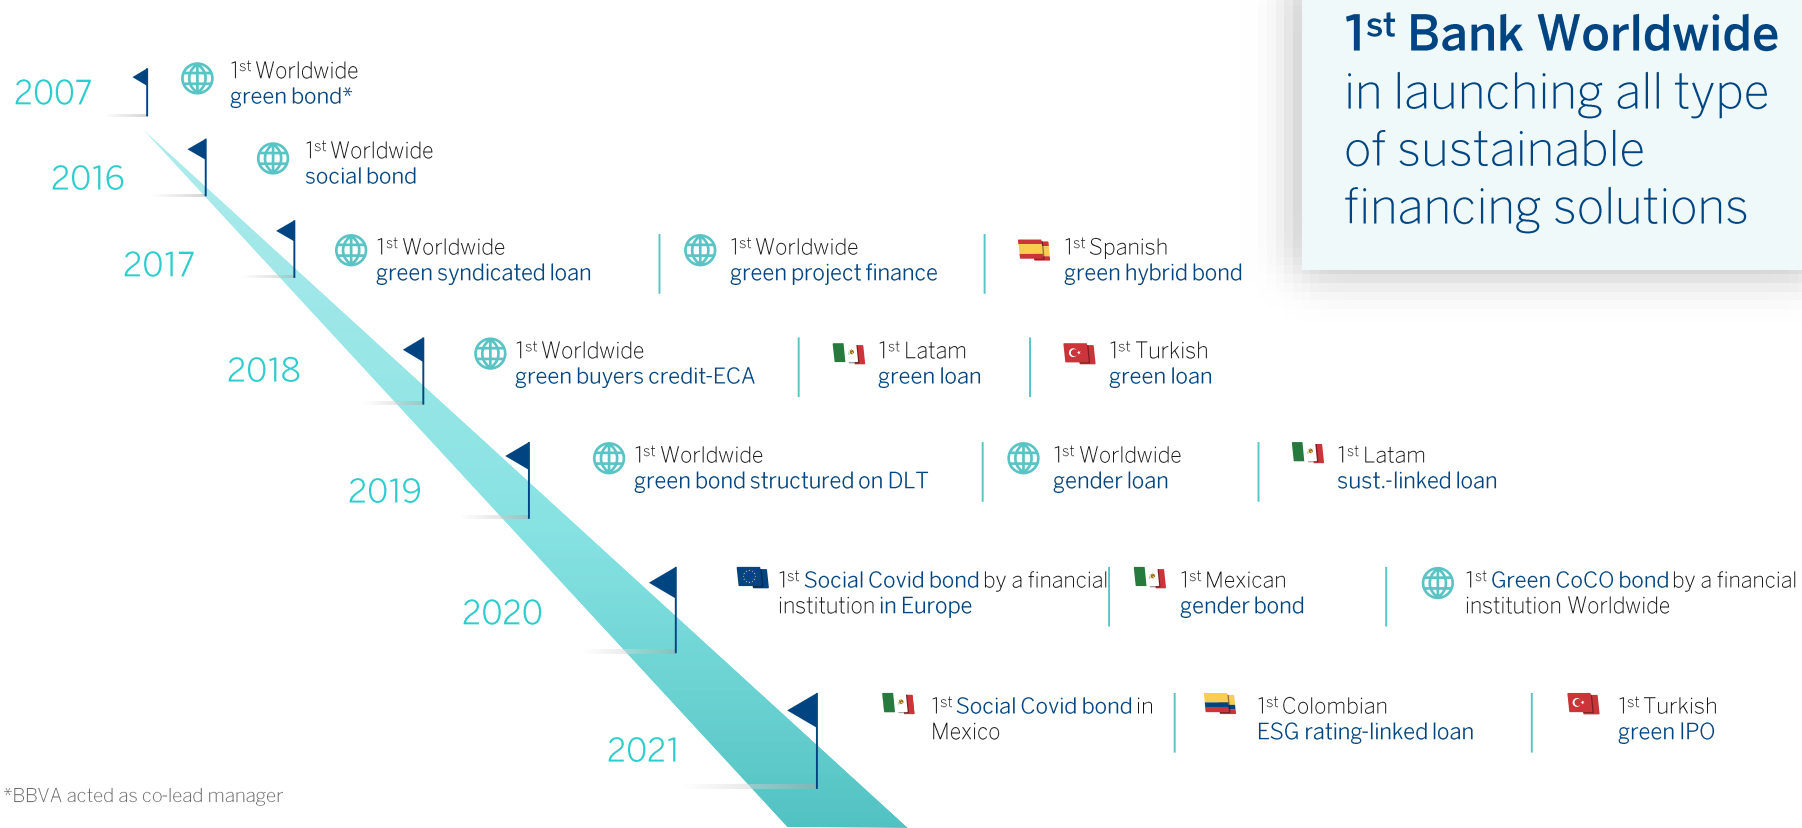 1st Bank Worldwide
in launching all type
of sustainable
financing solutions
2007
1st Worldwide
green bond*
2016
1st Worldwide
social bond
2017
1st Worldwide
green syndicated loan
1st Worldwide
green project finance
1st Spanish
green hybrid bond
2018
1st Worldwide
green buyers credit-ECA
1st Latam
green loan
1st Turkish
green loan
2019
1st Worldwide
green bond structured on DLT
1st Worldwide
gender loan
1st Latam
sust.-linked loan
2020
1st Social Covid bond by a financial
institution in Europe
1st Mexican
gender bond
1st Green CoCO bond by a financial
institution Worldwide
2021
1st Social Covid bond in
Mexico
1st Colombian
ESG rating-linked loan
1st Turkish
green IPO
*BBVA acted as co-lead manager